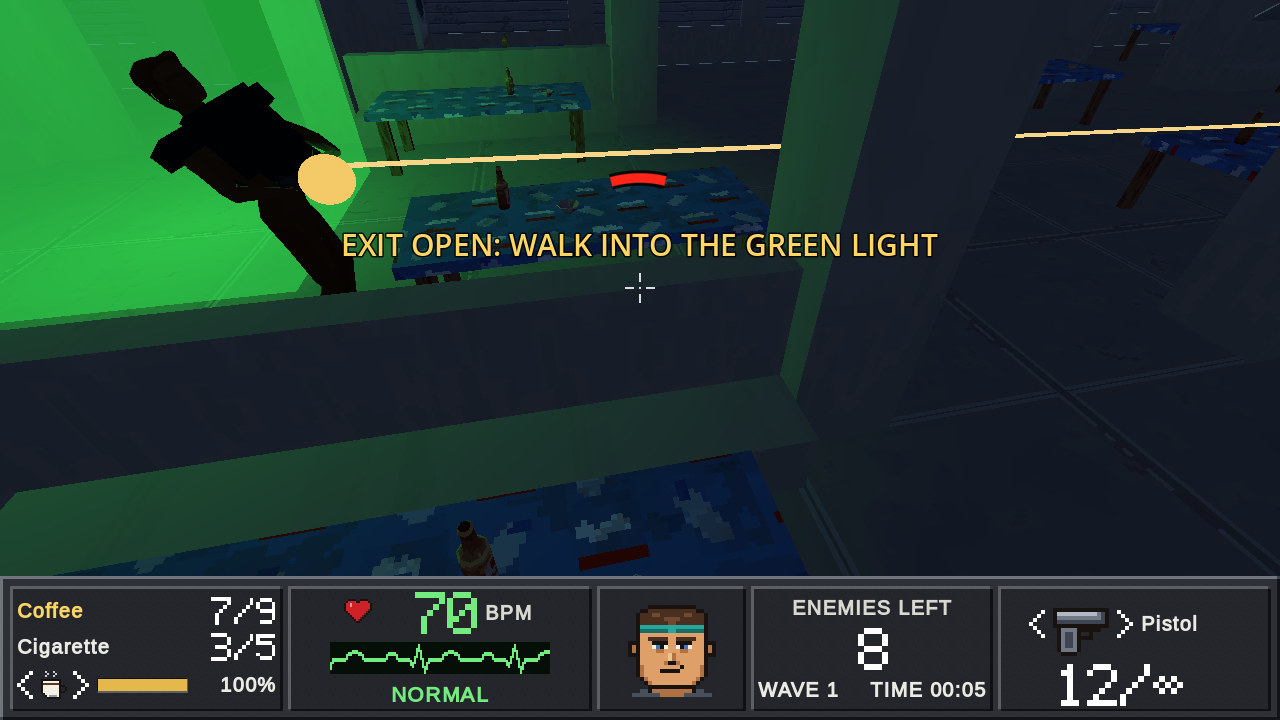 EXIT OPEN: WALK INTO THE GREEN LIGHT
Coffee 7/9
Cigarette 3/5
100%
70 BPM
NORMAL
ENEMIES LEFT
8
WAVE 1 TIME 00:05
Pistol
12/∞